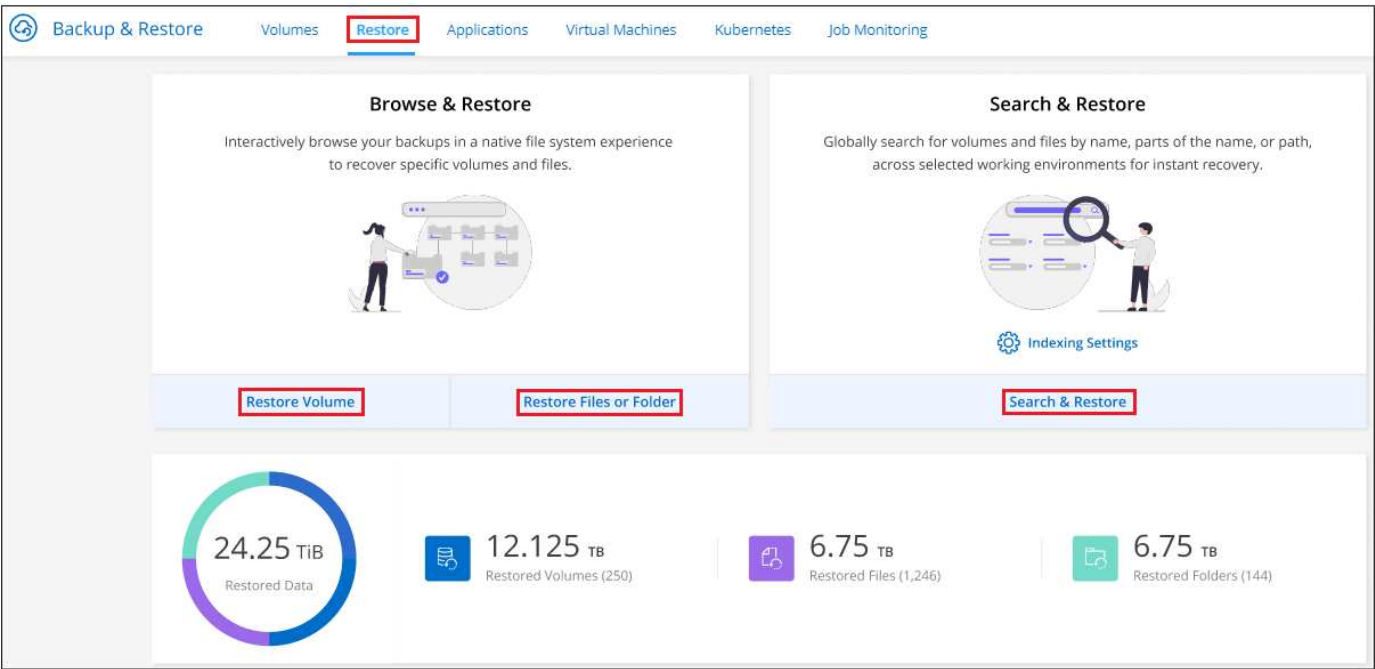 Backup & Restore
Volumes
Restore
Applications
Virtual Machines
Kubernetes
Job Monitoring
Browse & Restore
Interactively browse your backups in a native file system experience
to recover specific volumes and files.
Restore Volume
Restore Files or Folder
Search & Restore
Globally search for volumes and files by name, parts of the name, or path,
across selected working environments for instant recovery.
Indexing Settings
Search & Restore
24.25 TiB
Restored Data
12.125 TB
Restored Volumes (250)
6.75 TB
Restored Files (1,246)
6.75 TB
Restored Folders (144)